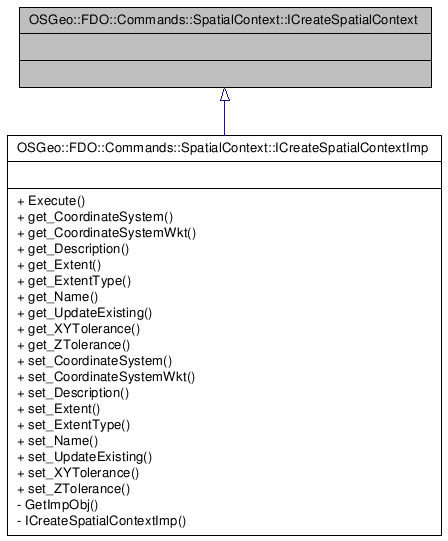 OSGeo::FDO::Commands::SpatialContext::ICreateSpatialContext
OSGeo::FDO::Commands::SpatialContext::ICreateSpatialContextImp
+ Execute()
+ get_CoordinateSystem()
+ get_CoordinateSystemWkt()
+ get_Description()
+ get_Extent()
+ get_ExtentType()
+ get_Name()
+ get_UpdateExisting()
+ get_XYTolerance()
+ get_ZTolerance()
+ set_CoordinateSystem()
+ set_CoordinateSystemWkt()
+ set_Description()
+ set_Extent()
+ set_ExtentType()
+ set_Name()
+ set_UpdateExisting()
+ set_XYTolerance()
+ set_ZTolerance()
- GetImpObj()
- ICreateSpatialContextImp()